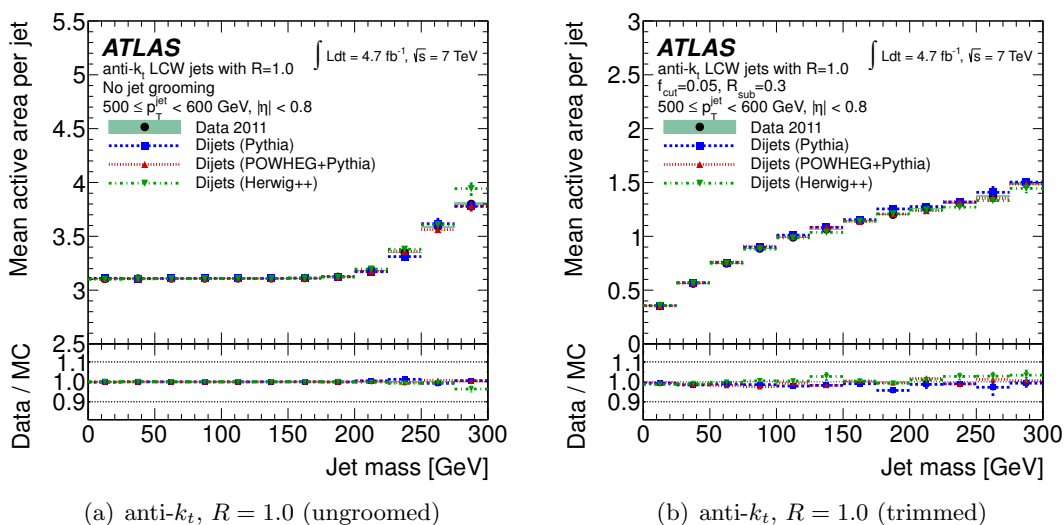 Mean active area per jet
5.5
5
4.5
4
3.5
3
2.5
ATLAS
∫ Ldt = 4.7 fb⁻¹, √s = 7 TeV
anti-kₜ LCW jets with R=1.0
No jet grooming
500 ≤ p_T^jet < 600 GeV, |η| < 0.8
Data 2011
Dijets (Pythia)
Dijets (POWHEG+Pythia)
Dijets (Herwig++)
Data / MC
1.1
1.0
0.9
0 50 100 150 200 250 300
Jet mass [GeV]
(a) anti-kₜ, R = 1.0 (ungroomed)
Mean active area per jet
3
2.5
2
1.5
1
0.5
0
ATLAS
∫ Ldt = 4.7 fb⁻¹, √s = 7 TeV
anti-kₜ LCW jets with R=1.0
f_cut=0.05, R_sub=0.3
500 ≤ p_T^jet < 600 GeV, |η| < 0.8
Data 2011
Dijets (Pythia)
Dijets (POWHEG+Pythia)
Dijets (Herwig++)
Data / MC
1.1
1.0
0.9
0 50 100 150 200 250 300
Jet mass [GeV]
(b) anti-kₜ, R = 1.0 (trimmed)